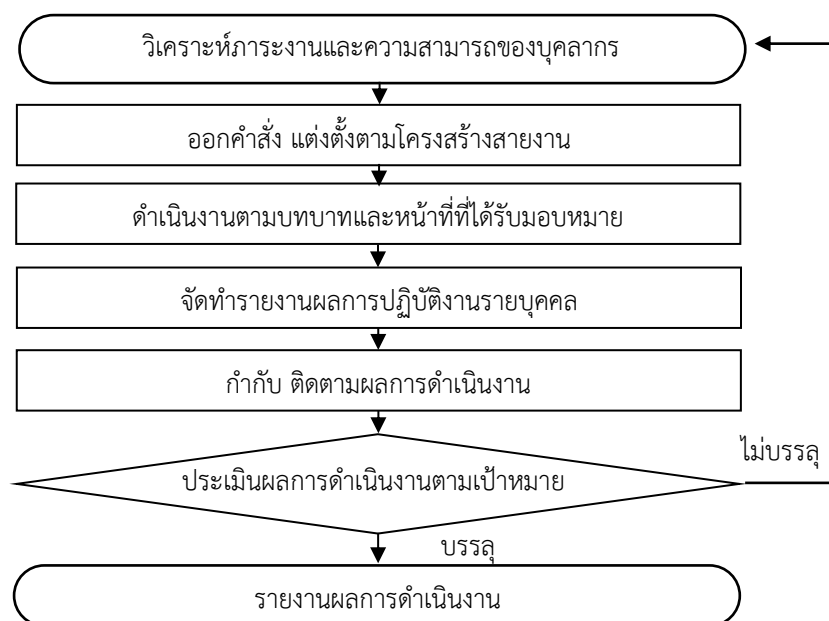 วิเคราะห์ภาระงานและความสามารถของบุคลากร
ออกคำสั่ง แต่งตั้งตามโครงสร้างสายงาน
ดำเนินงานตามบทบาทและหน้าที่ที่ได้รับมอบหมาย
จัดทำรายงานผลการปฏิบัติงานรายบุคคล
กำกับ ติดตามผลการดำเนินงาน
ไม่บรรลุ
ประเมินผลการดำเนินงานตามเป้าหมาย
บรรลุ
รายงานผลการดำเนินงาน